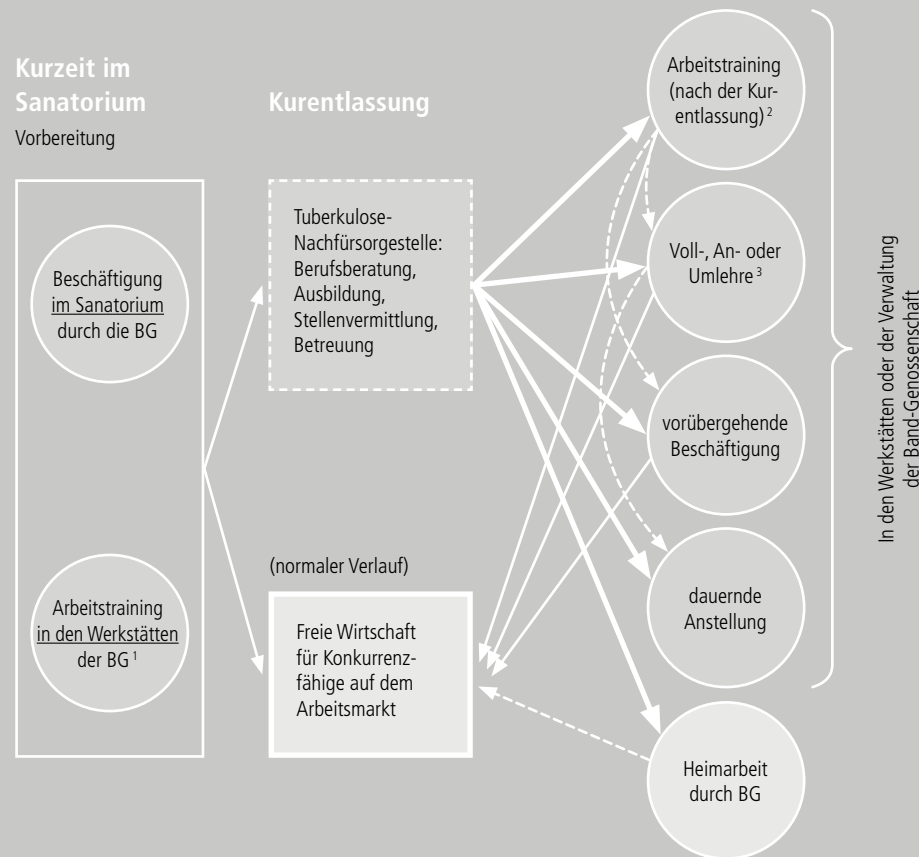 Kurzeit im
Sanatorium
Vorbereitung
Beschäftigung
im Sanatorium
durch die BG
Arbeitstraining
in den Werkstätten
der BG 1
Kurentlassung
Tuberkulose-
Nachfürsorgestelle:
Berufsberatung,
Ausbildung,
Stellenvermittlung,
Betreuung
(normaler Verlauf)
Freie Wirtschaft
für Konkurrenz-
fähige auf dem
Arbeitsmarkt
Arbeitstraining
(nach der Kur-
entlassung) 2
Voll-, An- oder
Umlehre 3
vorübergehende
Beschäftigung
dauernde
Anstellung
Heimarbeit
durch BG
In den Werkstätten oder der Verwaltung
der Band-Genossenschaft